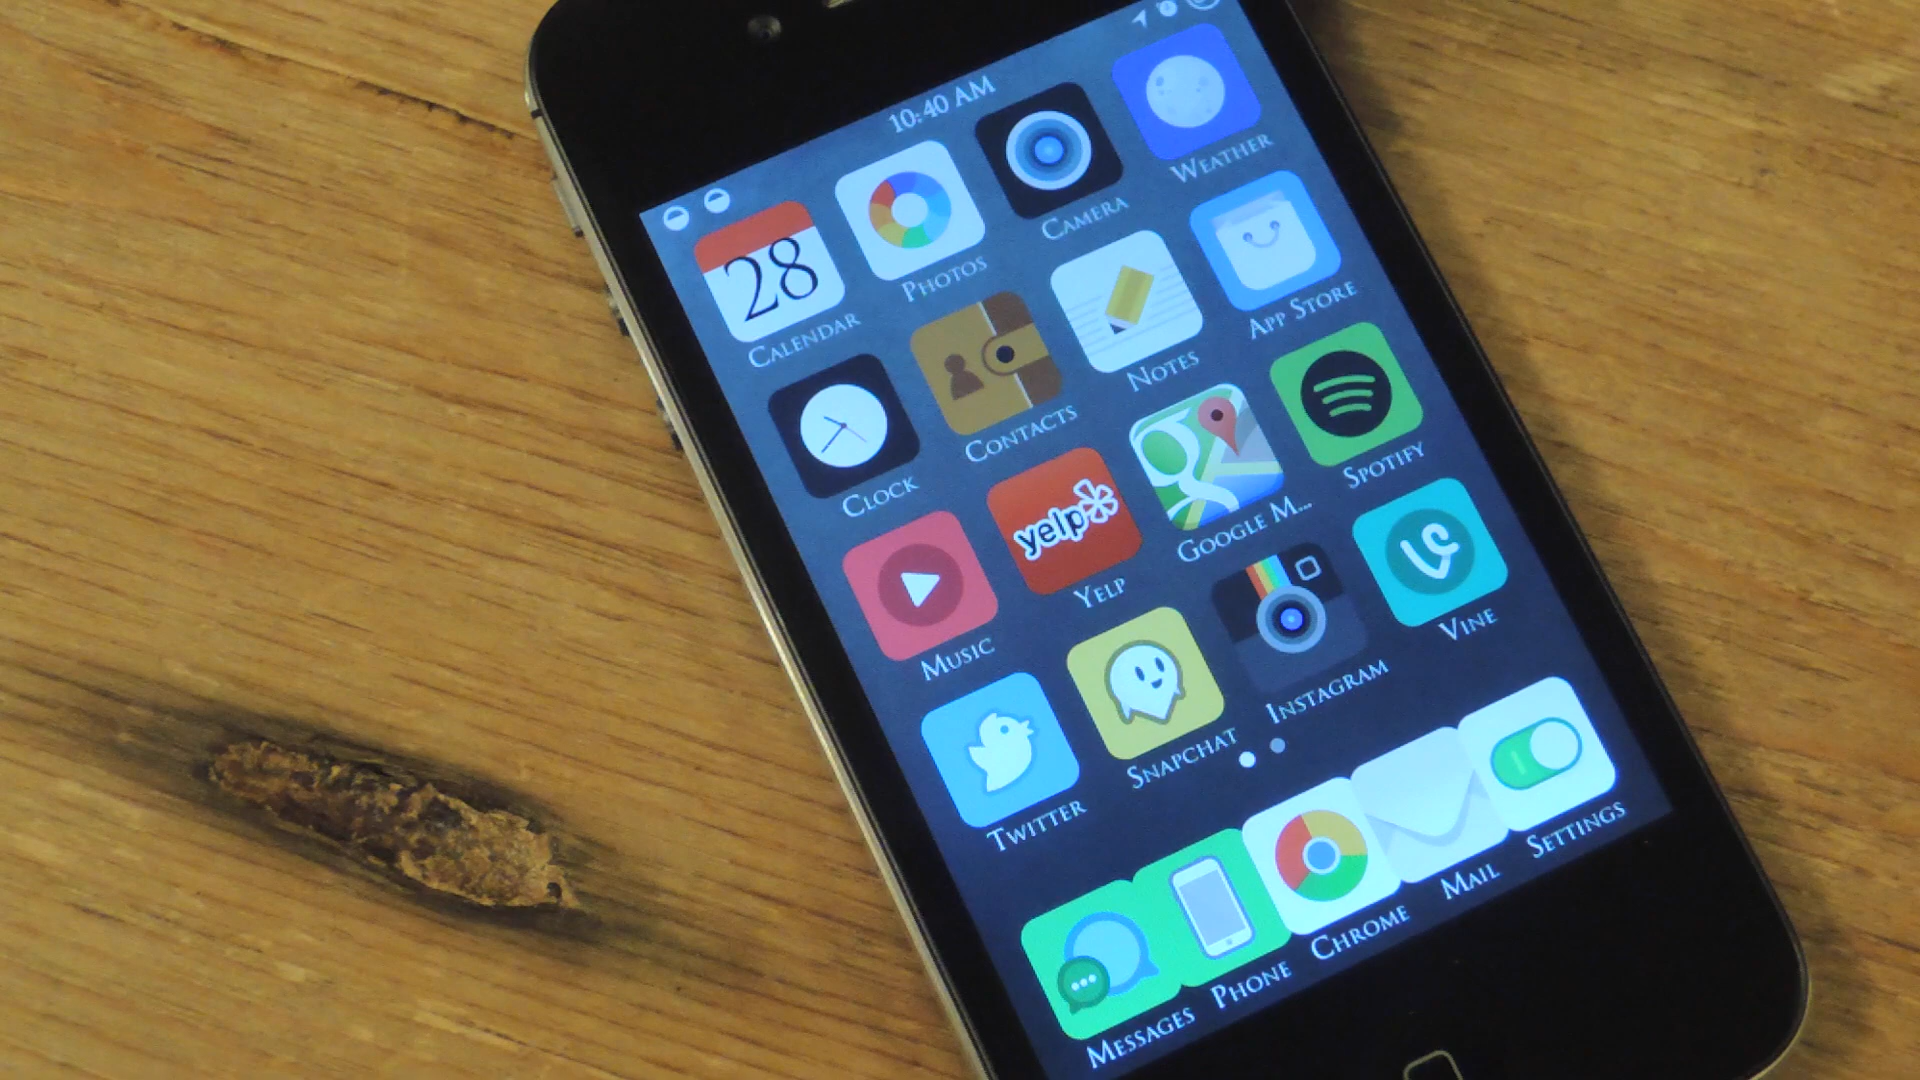 10:40 AM
28
CALENDAR
PHOTOS
CAMERA
WEATHER
CLOCK
CONTACTS
NOTES
APP STORE
MUSIC
yelp
YELP
GOOGLE M...
SPOTIFY
TWITTER
SNAPCHAT
INSTAGRAM
VINE
MESSAGES
PHONE
CHROME
MAIL
SETTINGS